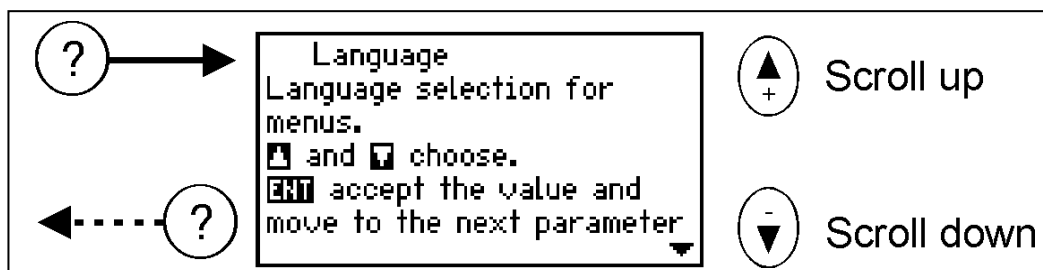 ?
Language
Language selection for
menus.
▲ and ▼ choose.
ENT accept the value and
move to the next parameter
?
+
Scroll up
-
Scroll down